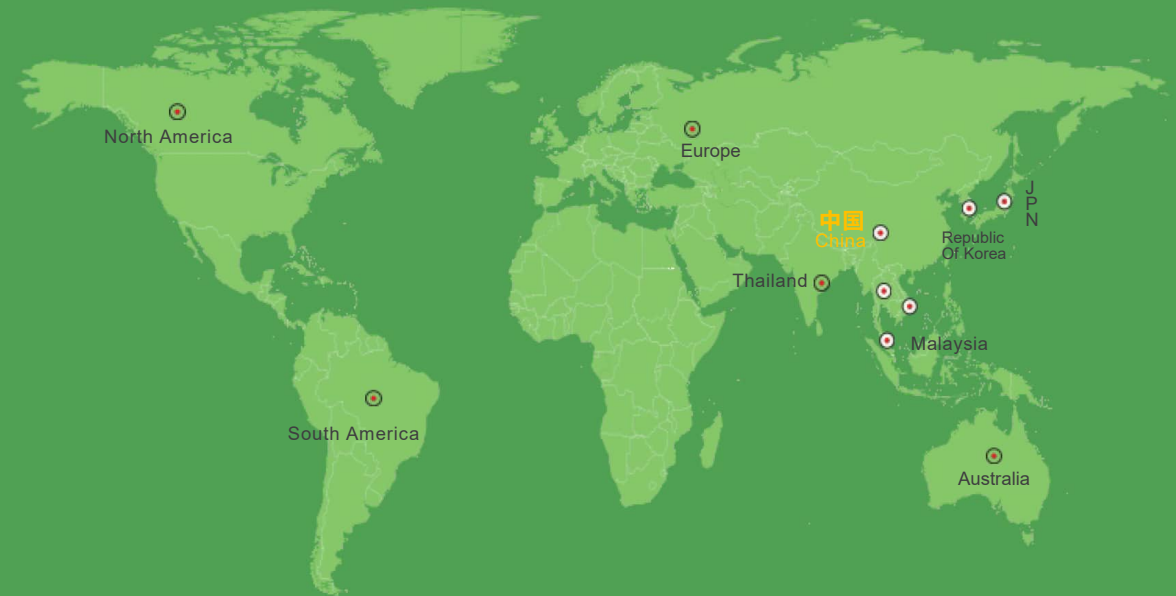 North America
Europe
J
P
N
中国
China
Republic
Of Korea
Thailand
Malaysia
South America
Australia